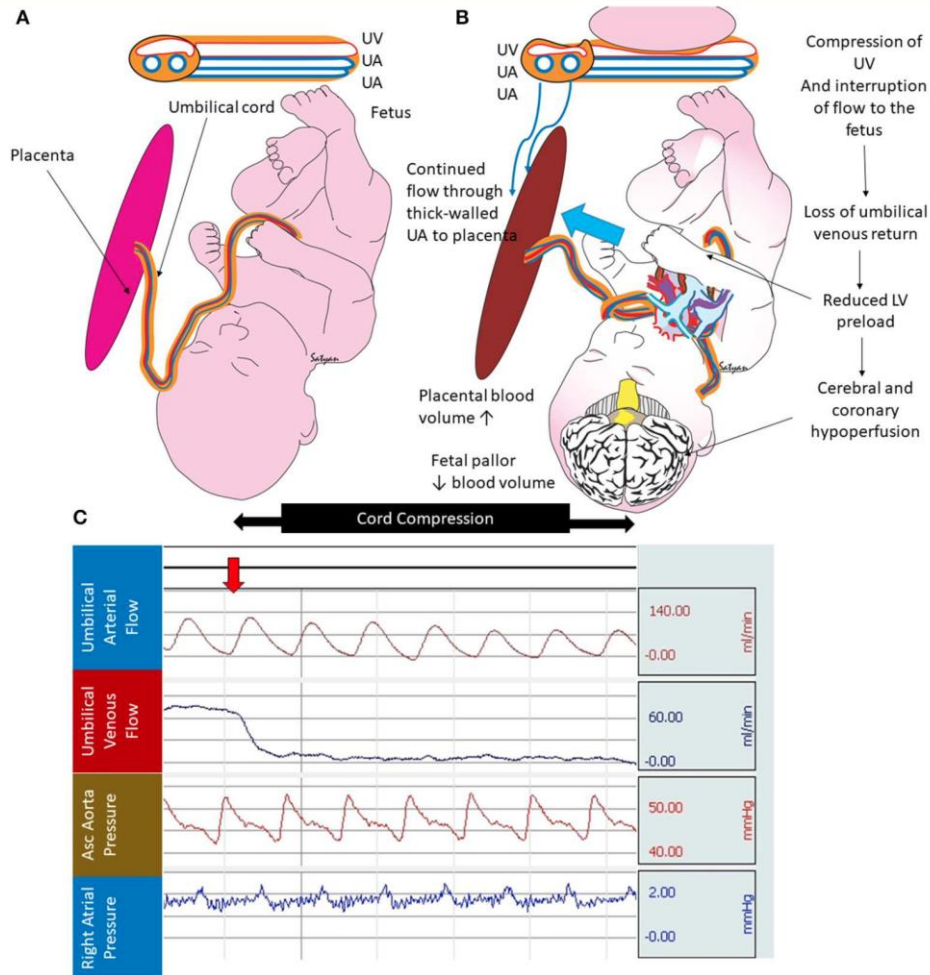 A
UV
UA
UA
Umbilical cord
Fetus
Placenta
Satyan
B
UV
UA
UA
Compression of
UV
And interruption
of flow to the
fetus
Continued
flow through
thick-walled
UA to placenta
Loss of umbilical
venous return
Reduced LV
preload
Satyan
Cerebral and
coronary
hypoperfusion
Placental blood
volume ↑
Fetal pallor
↓ blood volume
C
Cord Compression
Umbilical
Arterial
Flow
140.00
-0.00
ml/min
Umbilical
Venous
Flow
60.00
-0.00
ml/min
Asc Aorta
Pressure
50.00
40.00
mmHg
Right Atrial
Pressure
2.00
-0.00
mmHg